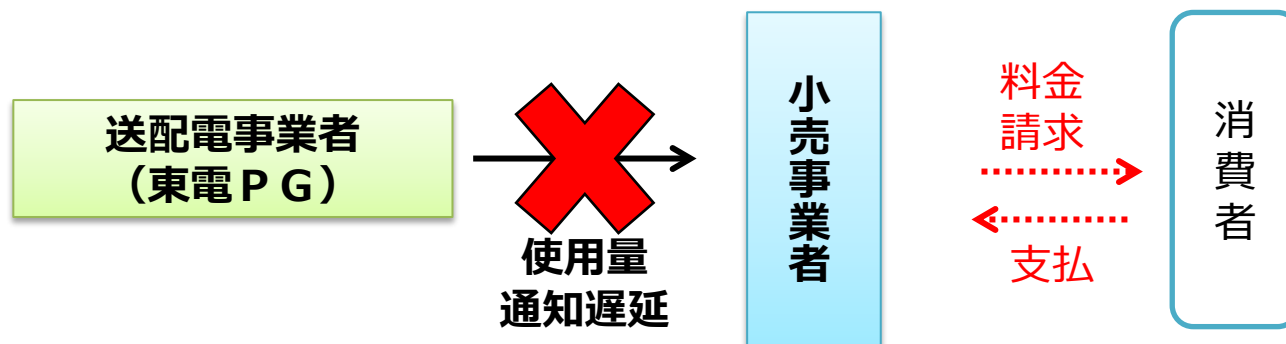 送配電事業者
（東電ＰＧ）
使用量
通知遅延
小売事業者
料金
請求
支払
消費者